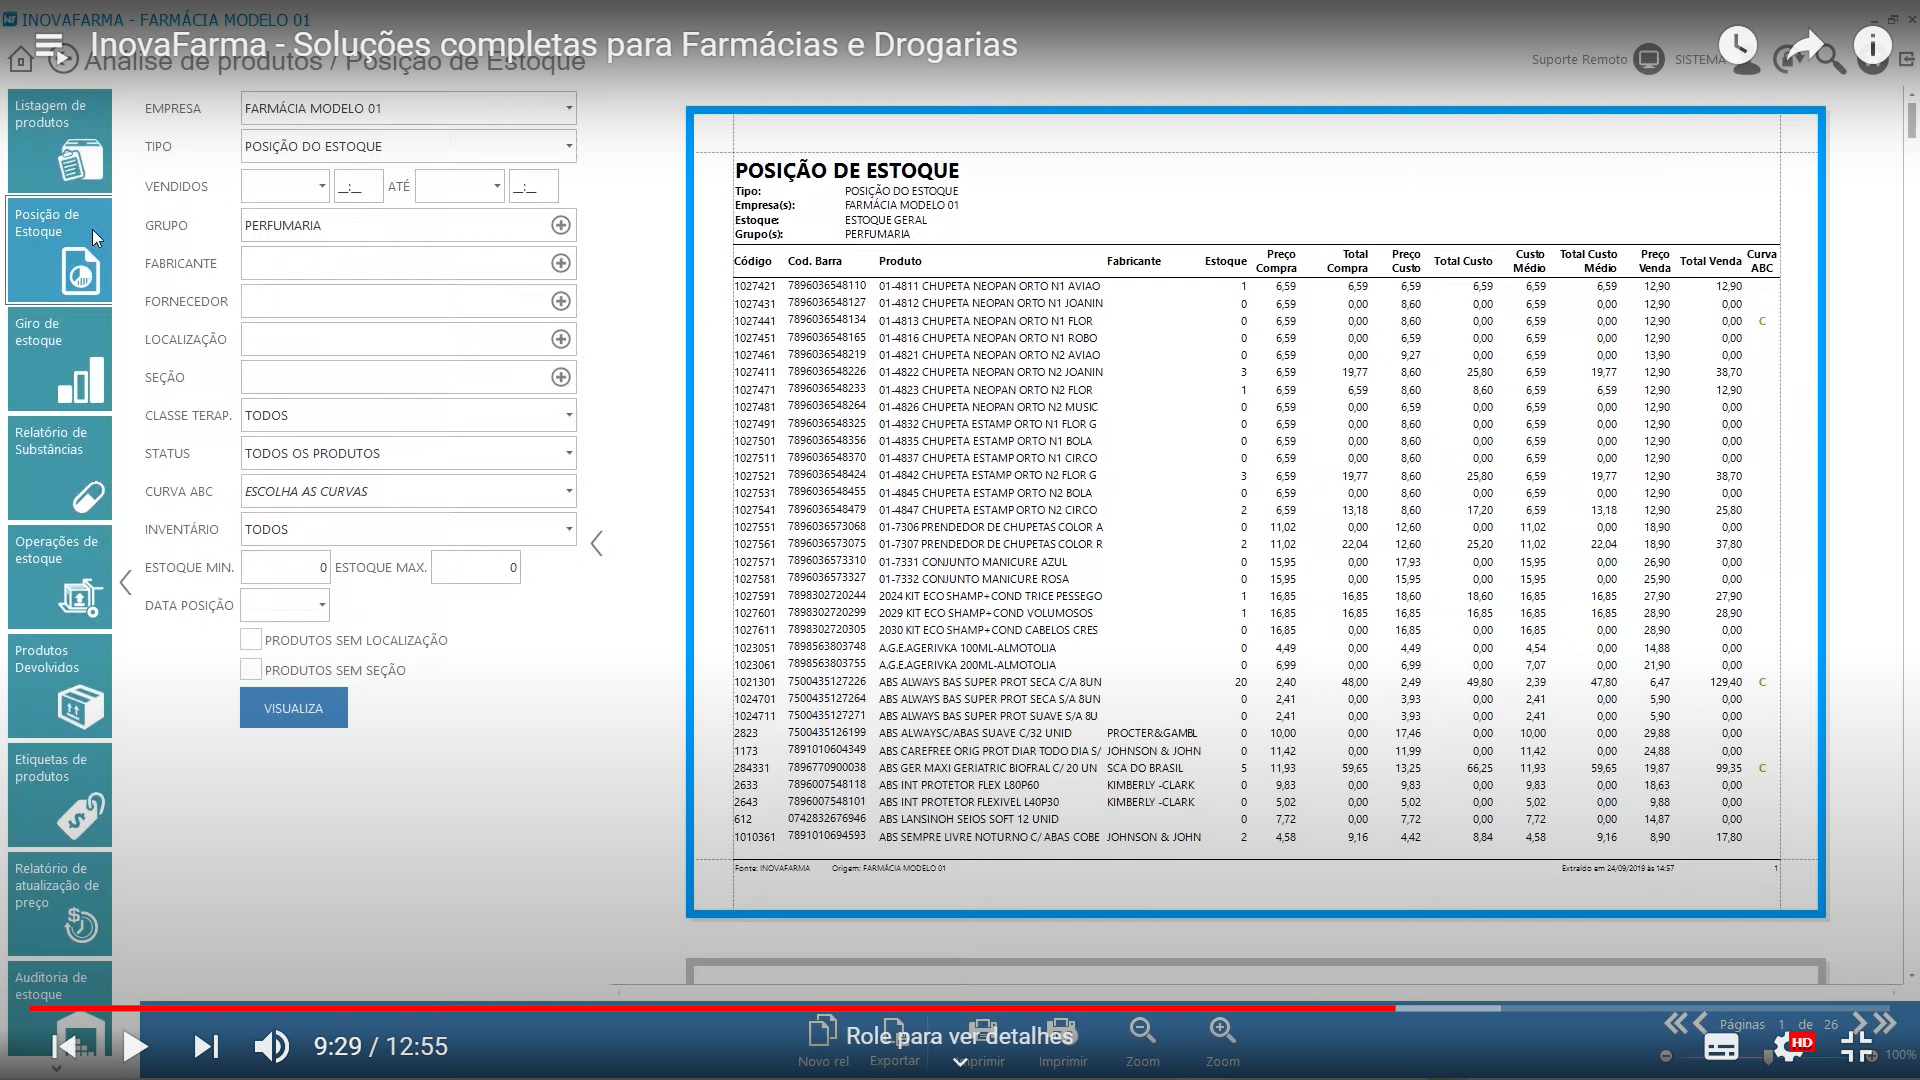 INOVAFARMA - FARMÁCIA MODELO 01
InovaFarma - Soluções completas para Farmácias e Drogarias
Análise de produtos / Posição de Estoque
Suporte Remoto
SISTEMA
Listagem de
produtos
Posição de
Estoque
Giro de
estoque
Relatório de
Substâncias
Operações de
estoque
Produtos
Devolvidos
Etiquetas de
produtos
Relatório de
atualização de
preço
Auditoria de
estoque
EMPRESA FARMÁCIA MODELO 01
TIPO POSIÇÃO DO ESTOQUE
VENDIDOS __:__ ATÉ __:__
GRUPO PERFUMARIA
FABRICANTE
FORNECEDOR
LOCALIZAÇÃO
SEÇÃO
CLASSE TERAP. TODOS
STATUS TODOS OS PRODUTOS
CURVA ABC ESCOLHA AS CURVAS
INVENTÁRIO TODOS
ESTOQUE MIN. 0 ESTOQUE MAX. 0
DATA POSIÇÃO
PRODUTOS SEM LOCALIZAÇÃO
PRODUTOS SEM SEÇÃO
VISUALIZA
POSIÇÃO DE ESTOQUE
Tipo: POSIÇÃO DO ESTOQUE
Empresa(s): FARMÁCIA MODELO 01
Estoque: ESTOQUE GERAL
Grupo(s): PERFUMARIA
Código Cod. Barra Produto Fabricante Estoque Preço Compra Total Compra Preço Custo Total Custo Custo Médio Total Custo Médio Preço Venda Total Venda Curva ABC
1027421 7896036548110 01-4811 CHUPETA NEOPAN ORTO N1 AVIAO 1 6,59 6,59 6,59 6,59 6,59 6,59 12,90 12,90
1027431 7896036548127 01-4812 CHUPETA NEOPAN ORTO N1 JOANIN 0 6,59 0,00 8,60 0,00 6,59 0,00 12,90 0,00
1027441 7896036548134 01-4813 CHUPETA NEOPAN ORTO N1 FLOR 0 6,59 0,00 8,60 0,00 6,59 0,00 12,90 0,00 C
1027451 7896036548165 01-4816 CHUPETA NEOPAN ORTO N1 ROBO 0 6,59 0,00 6,59 0,00 6,59 0,00 12,90 0,00
1027461 7896036548219 01-4821 CHUPETA NEOPAN ORTO N2 AVIAO 0 6,59 0,00 9,27 0,00 6,59 0,00 13,90 0,00
1027411 7896036548226 01-4822 CHUPETA NEOPAN ORTO N2 JOANIN 3 6,59 19,77 8,60 25,80 6,59 19,77 12,90 38,70
1027471 7896036548233 01-4823 CHUPETA NEOPAN ORTO N2 FLOR 1 6,59 6,59 8,60 8,60 6,59 6,59 12,90 12,90
1027481 7896036548264 01-4826 CHUPETA NEOPAN ORTO N2 MUSIC 0 6,59 0,00 6,59 0,00 6,59 0,00 12,90 0,00
1027491 7896036548325 01-4832 CHUPETA ESTAMP ORTO N1 FLOR G 0 6,59 0,00 8,60 0,00 6,59 0,00 12,90 0,00
1027501 7896036548356 01-4835 CHUPETA ESTAMP ORTO N1 BOLA 0 6,59 0,00 8,60 0,00 6,59 0,00 12,90 0,00
1027511 7896036548370 01-4837 CHUPETA ESTAMP ORTO N1 CIRCO 0 6,59 0,00 8,60 0,00 6,59 0,00 12,90 0,00
1027521 7896036548424 01-4842 CHUPETA ESTAMP ORTO N2 FLOR G 3 6,59 19,77 8,60 25,80 6,59 19,77 12,90 38,70
1027531 7896036548455 01-4845 CHUPETA ESTAMP ORTO N2 BOLA 0 6,59 0,00 8,60 0,00 6,59 0,00 12,90 0,00
1027541 7896036548479 01-4847 CHUPETA ESTAMP ORTO N2 CIRCO 2 6,59 13,18 8,60 17,20 6,59 13,18 12,90 25,80
1027551 7896036573068 01-7306 PRENDEDOR DE CHUPETAS COLOR A 0 11,02 0,00 12,60 0,00 11,02 0,00 18,90 0,00
1027561 7896036573075 01-7307 PRENDEDOR DE CHUPETAS COLOR R 2 11,02 22,04 12,60 25,20 11,02 22,04 18,90 37,80
1027571 7896036573310 01-7331 CONJUNTO MANICURE AZUL 0 15,95 0,00 17,93 0,00 15,95 0,00 26,90 0,00
1027581 7896036573327 01-7332 CONJUNTO MANICURE ROSA 0 15,95 0,00 15,95 0,00 15,95 0,00 25,90 0,00
1027591 7898302720244 2024 KIT ECO SHAMP+COND TRICE PESSEGO 1 16,85 16,85 18,60 18,60 16,85 16,85 27,90 27,90
1027601 7898302720299 2029 KIT ECO SHAMP+COND VOLUMOSOS 1 16,85 16,85 16,85 16,85 16,85 16,85 28,90 28,90
1027611 7898302720305 2030 KIT ECO SHAMP+COND CABELOS CRES 0 16,85 0,00 16,85 0,00 16,85 0,00 28,90 0,00
1023051 7898563803748 A.G.E.AGERIVKA 100ML-ALMOTOLIA 0 4,49 0,00 4,49 0,00 4,54 0,00 14,88 0,00
1023061 7898563803755 A.G.E.AGERIVKA 200ML-ALMOTOLIA 0 6,99 0,00 6,99 0,00 7,07 0,00 21,90 0,00
1021301 7500435127226 ABS ALWAYS BAS SUPER PROT SECA C/A 8UN 20 2,40 48,00 2,49 49,80 2,39 47,80 6,47 129,40 C
1024701 7500435127264 ABS ALWAYS BAS SUPER PROT SECA S/A 8UN 0 2,41 0,00 3,93 0,00 2,41 0,00 5,90 0,00
1024711 7500435127271 ABS ALWAYS BAS SUPER PROT SUAVE S/A 8U 0 2,41 0,00 3,93 0,00 2,41 0,00 5,90 0,00
2823 7500435126199 ABS ALWAYSC/ABAS SUAVE C/32 UNID PROCTER&GAMBL 0 10,00 0,00 17,46 0,00 10,00 0,00 29,88 0,00
1173 7891010604349 ABS CAREFREE ORIG PROT DIAR TODO DIA S/ JOHNSON & JOHN 0 11,42 0,00 11,99 0,00 11,42 0,00 24,88 0,00
284331 7896770900038 ABS GER MAXI GERIATRIC BIOFRAL C/ 20 UN SCA DO BRASIL 5 11,93 59,65 13,25 66,25 11,93 59,65 19,87 99,35 C
2633 7896007548118 ABS INT PROTETOR FLEX L80P60 KIMBERLY -CLARK 0 9,83 0,00 9,83 0,00 9,83 0,00 18,63 0,00
2643 7896007548101 ABS INT PROTETOR FLEXIVEL L40P30 KIMBERLY -CLARK 0 5,02 0,00 5,02 0,00 5,02 0,00 9,88 0,00
612 0742832676946 ABS LANSINOH SEIOS SOFT 12 UNID 0 7,72 0,00 7,72 0,00 7,72 0,00 14,87 0,00
1010361 7891010694593 ABS SEMPRE LIVRE NOTURNO C/ ABAS COBE JOHNSON & JOHN 2 4,58 9,16 4,42 8,84 4,58 9,16 8,90 17,80
Fonte: INOVAFARMA Origem: FARMÁCIA MODELO 01 Extraído em 24/09/2019 às 14:57 1
9:29 / 12:55
Role para ver detalhes
Novo rel Exportar Imprimir Imprimir Zoom Zoom
Páginas 1 de 26
HD
100%